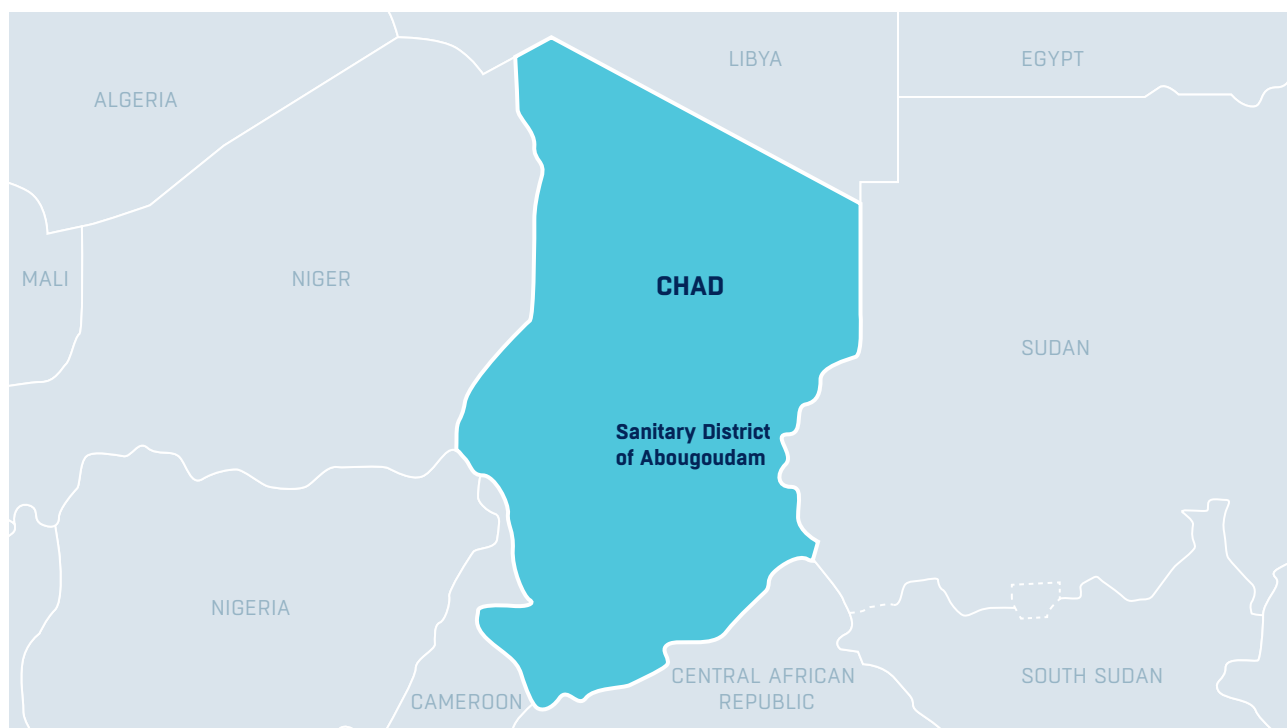 LIBYA
EGYPT
ALGERIA
MALI
NIGER
CHAD
SUDAN
Sanitary District
of Abougoudam
NIGERIA
CAMEROON
CENTRAL AFRICAN
REPUBLIC
SOUTH SUDAN